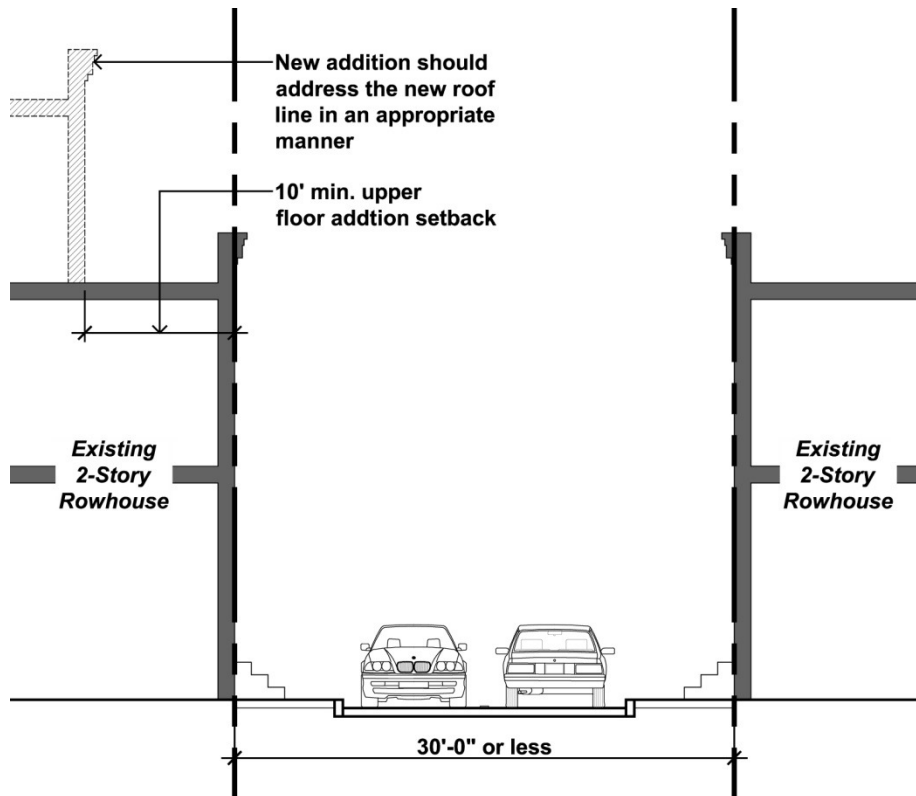 New addition should
address the new roof
line in an appropriate
manner
10' min. upper
floor addtion setback
Existing
2-Story
Rowhouse
Existing
2-Story
Rowhouse
30'-0" or less